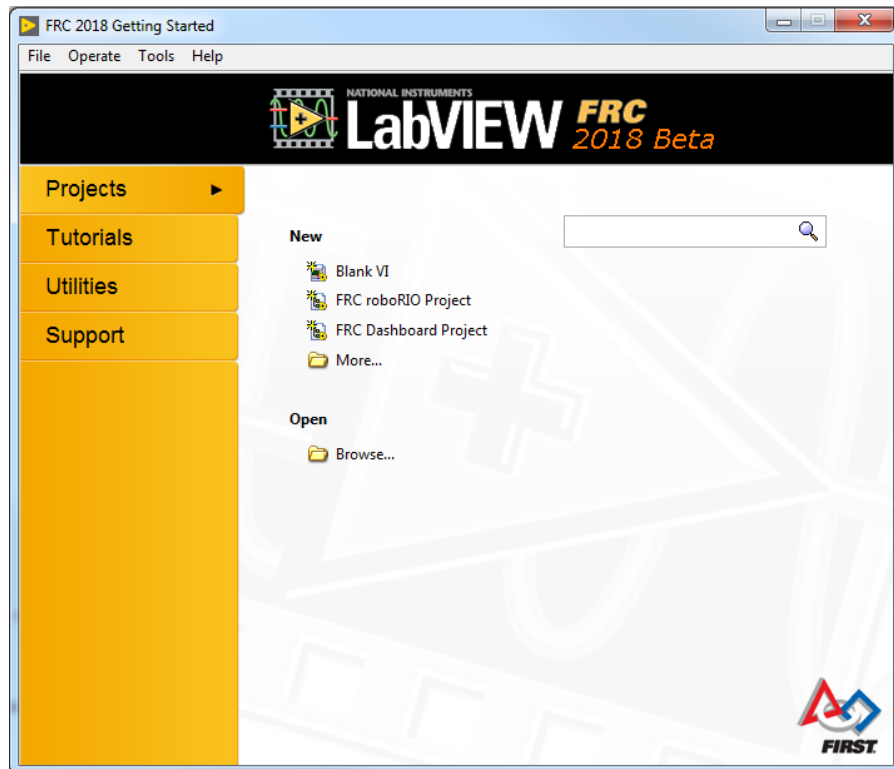 FRC 2018 Getting Started
File Operate Tools Help
NATIONAL INSTRUMENTS
LabVIEW FRC
2018 Beta
Projects
Tutorials
Utilities
Support
New
Blank VI
FRC roboRIO Project
FRC Dashboard Project
More...
Open
Browse...
FIRST